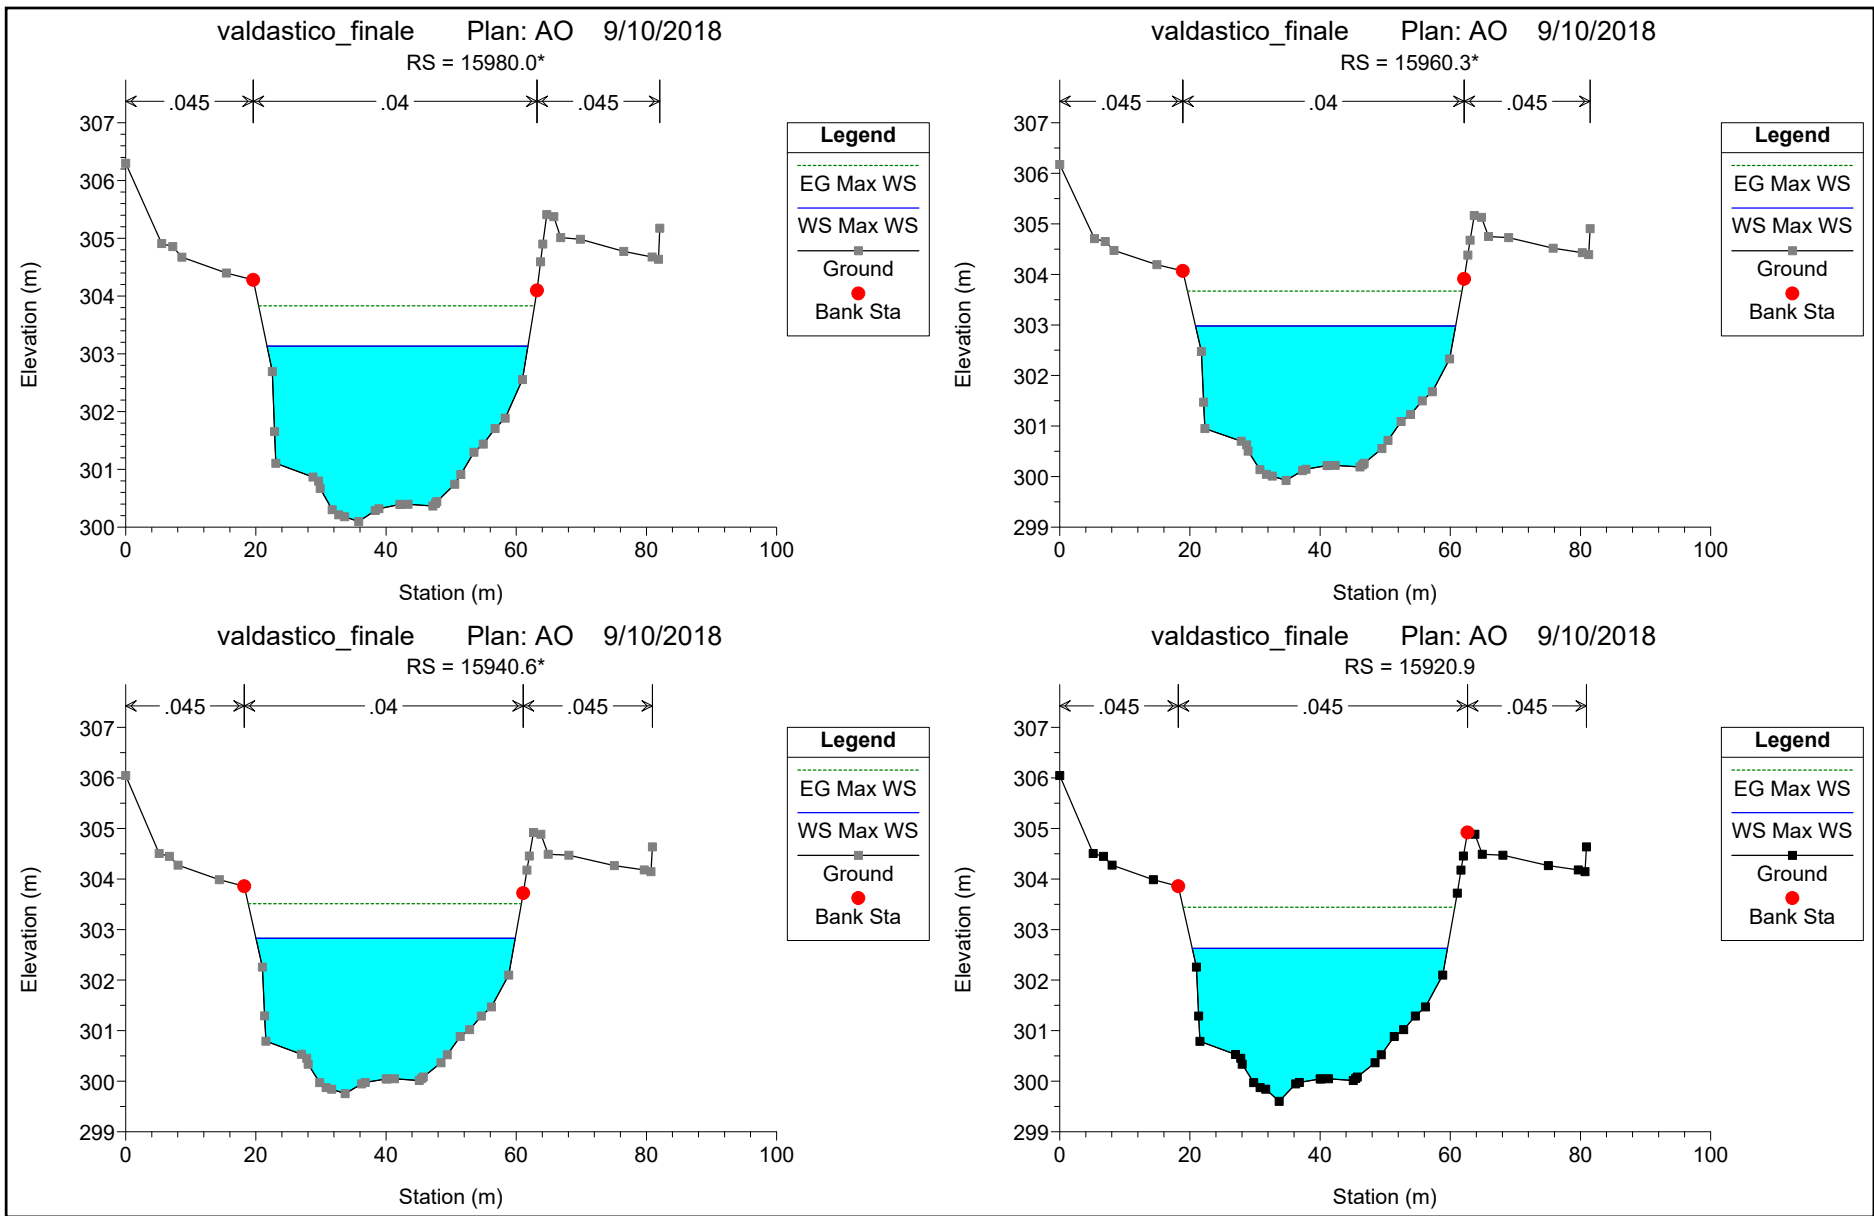 valdastico_finale Plan: AO 9/10/2018
RS = 15980.0*
.045 .04 .045
307
306
305
304
303
302
301
300
0 20 40 60 80 100
Elevation (m)
Station (m)
Legend
EG Max WS
WS Max WS
Ground
Bank Sta
valdastico_finale Plan: AO 9/10/2018
RS = 15960.3*
.045 .04 .045
307
306
305
304
303
302
301
300
299
0 20 40 60 80 100
Elevation (m)
Station (m)
Legend
EG Max WS
WS Max WS
Ground
Bank Sta
valdastico_finale Plan: AO 9/10/2018
RS = 15940.6*
.045 .04 .045
307
306
305
304
303
302
301
300
299
0 20 40 60 80 100
Elevation (m)
Station (m)
Legend
EG Max WS
WS Max WS
Ground
Bank Sta
valdastico_finale Plan: AO 9/10/2018
RS = 15920.9
.045 .045 .045
307
306
305
304
303
302
301
300
299
0 20 40 60 80 100
Elevation (m)
Station (m)
Legend
EG Max WS
WS Max WS
Ground
Bank Sta